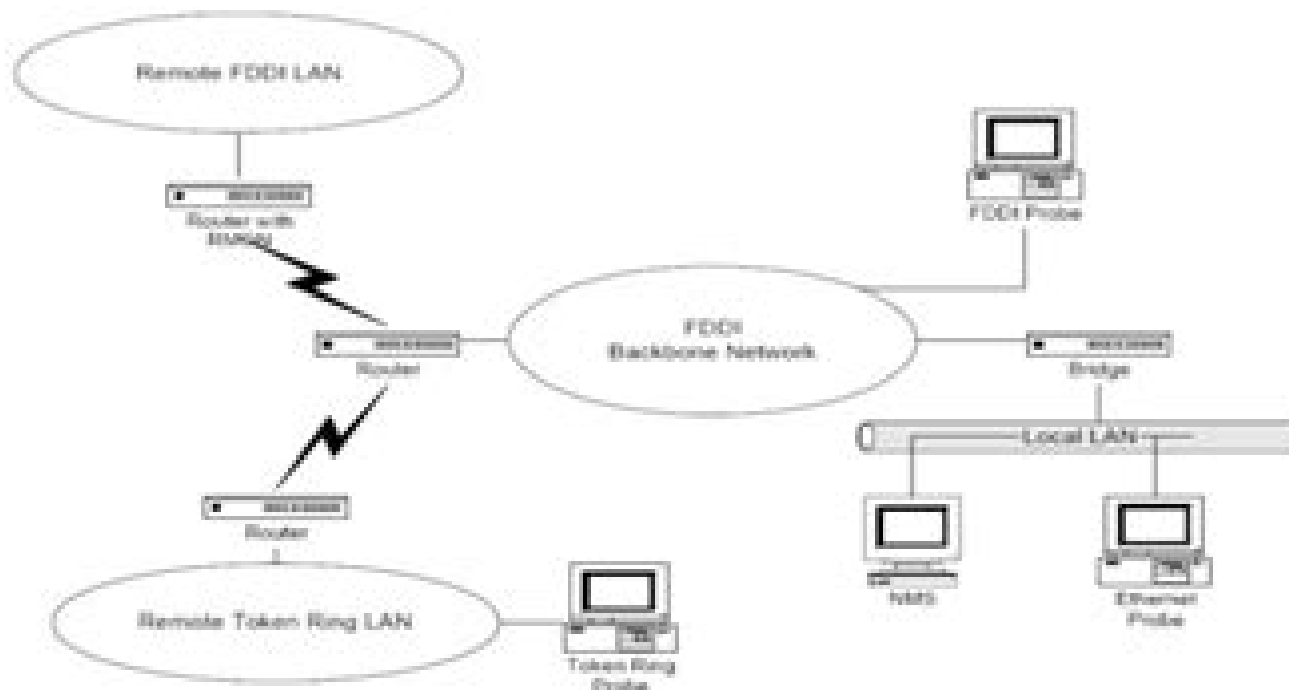 Remote FDDI LAN
Router with
FDDI Probe
FDDI
Backbone Network
Router
Bridge
Local LAN
Router
NMS
Ethernet
Probe
Remote Token Ring LAN
Token Ring
Probe